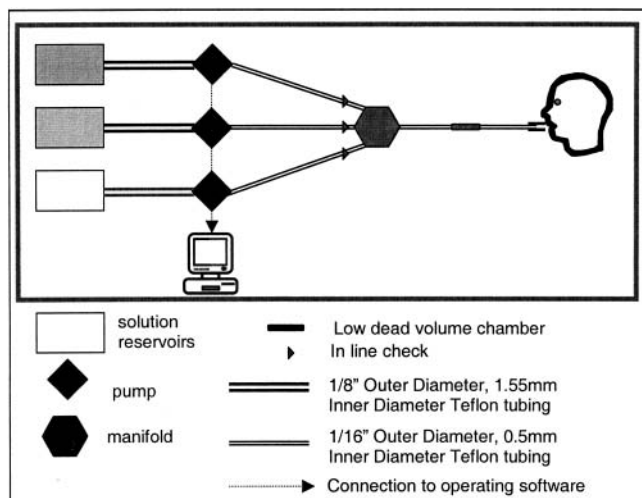 solution
reservoirs
pump
manifold
Low dead volume chamber
In line check
1/8" Outer Diameter, 1.55mm
Inner Diameter Teflon tubing
1/16" Outer Diameter, 0.5mm
Inner Diameter Teflon tubing
Connection to operating software